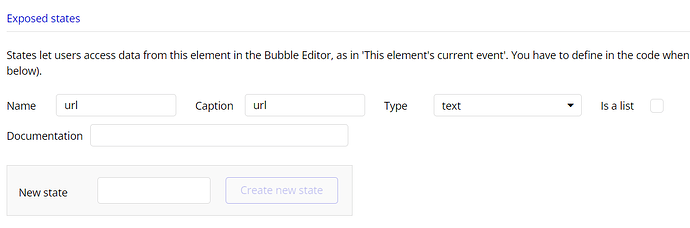 Exposed states
States let users access data from this element in the Bubble Editor, as in 'This element's current event'. You have to define in the code when
below).
Name url Caption url Type text Is a list
Documentation
New state Create new state